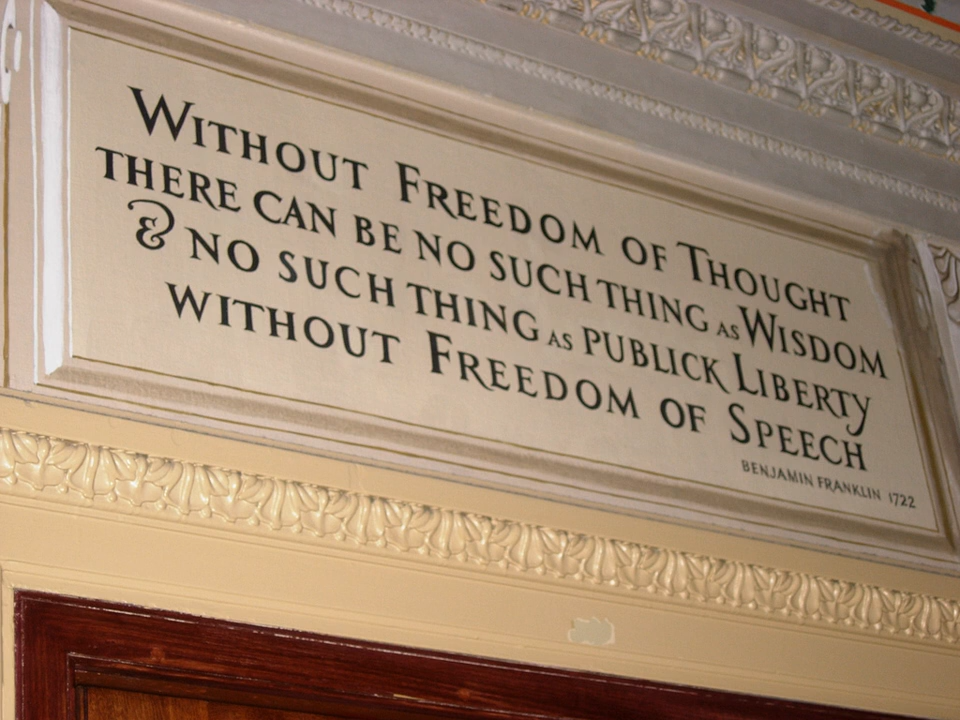 Without Freedom of Thought
there can be no such thing as Wisdom
& no such thing as publick Liberty
without Freedom of Speech
Benjamin Franklin 1722